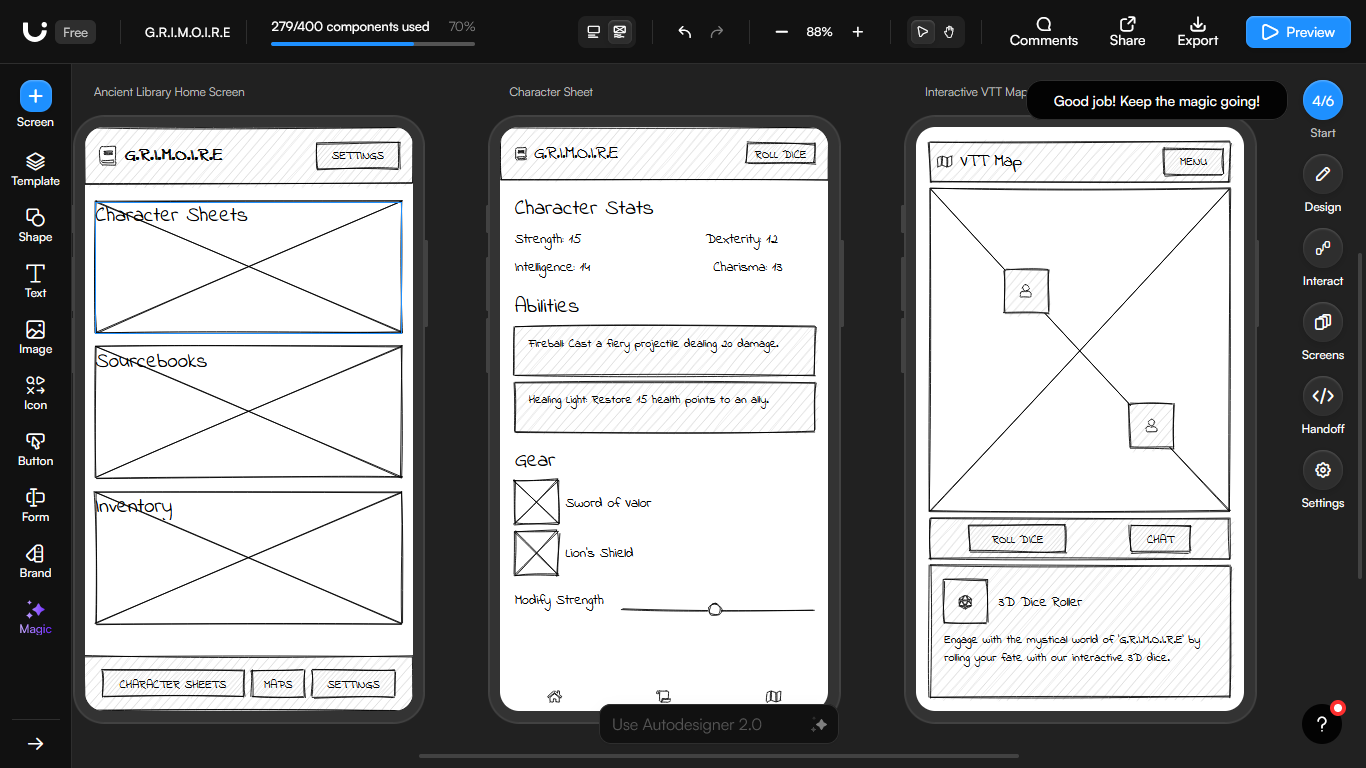 Free
G.R.I.M.O.I.R.E
279/400 components used 70%
88%
Comments
Share
Export
Preview
Screen
Template
Shape
Text
Image
Icon
Button
Form
Brand
Magic
Ancient Library Home Screen
G.R.I.M.O.I.R.E
SETTINGS
Character Sheets
Sourcebooks
Inventory
CHARACTER SHEETS
MAPS
SETTINGS
Character Sheet
G.R.I.M.O.I.R.E
ROLL DICE
Character Stats
Strength: 15 Dexterity: 12
Intelligence: 14 Charisma: 13
Abilities
Fireball: Cast a fiery projectile dealing 20 damage.
Healing Light: Restore 15 health points to an ally.
Gear
Sword of Valor
Lion's Shield
Modify Strength
Use Autodesigner 2.0
Interactive VTT Map
VTT Map
MENU
ROLL DICE
CHAT
3D Dice Roller
Engage with the mystical world of 'G.R.I.M.O.I.R.E' by
rolling your fate with our interactive 3D dice.
Good job! Keep the magic going!
4/6
Start
Design
Interact
Screens
Handoff
Settings
?